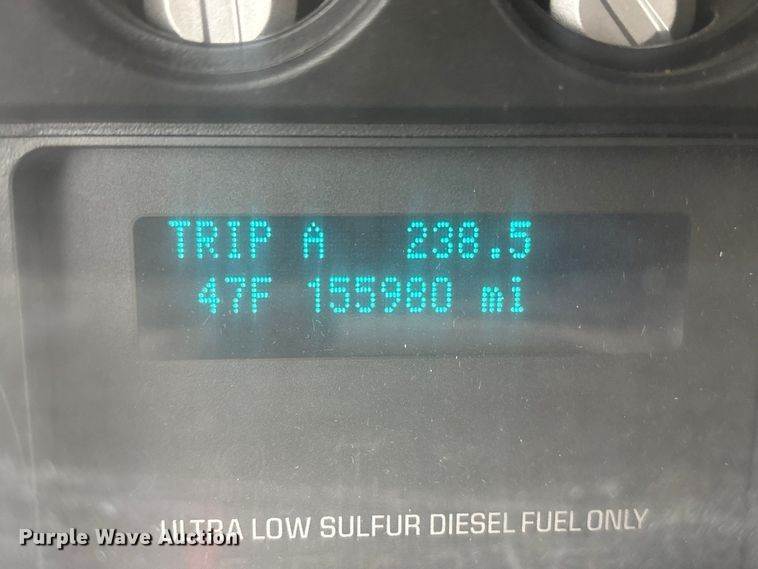 TRIP A 238.5
47F 155980 mi
ULTRA LOW SULFUR DIESEL FUEL ONLY
Purple Wave Auction